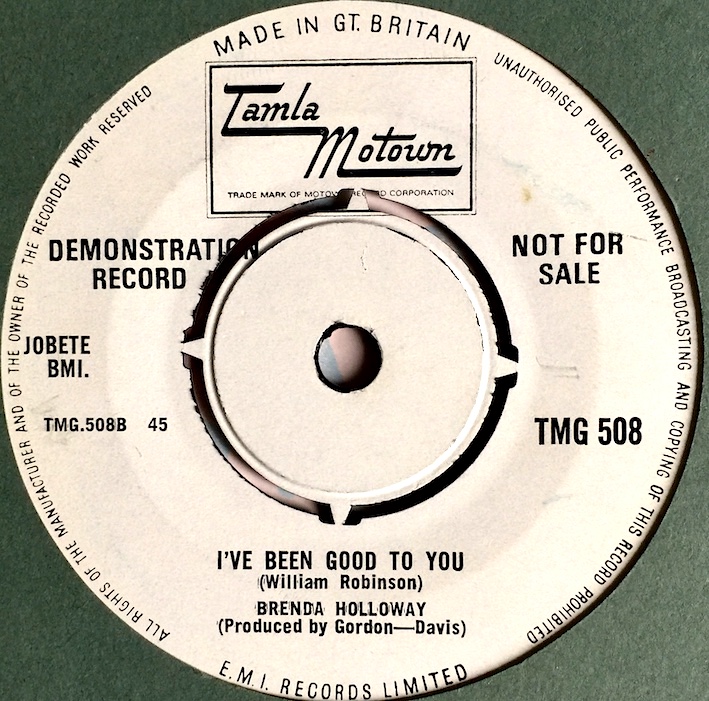 MADE IN GT. BRITAIN
UNAUTHORISED PUBLIC PERFORMANCE BROADCASTING AND COPYING OF THIS RECORD PROHIBITED
ALL RIGHTS OF THE MANUFACTURER AND OF THE OWNER OF THE RECORDED WORK RESERVED
Tamla
Motown
TRADE MARK OF MOTOWN RECORD CORPORATION
DEMONSTRATION
RECORD
NOT FOR
SALE
JOBETE
BMI.
TMG.508B 45
TMG 508
I'VE BEEN GOOD TO YOU
(William Robinson)
BRENDA HOLLOWAY
(Produced by Gordon—Davis)
E.M.I. RECORDS LIMITED